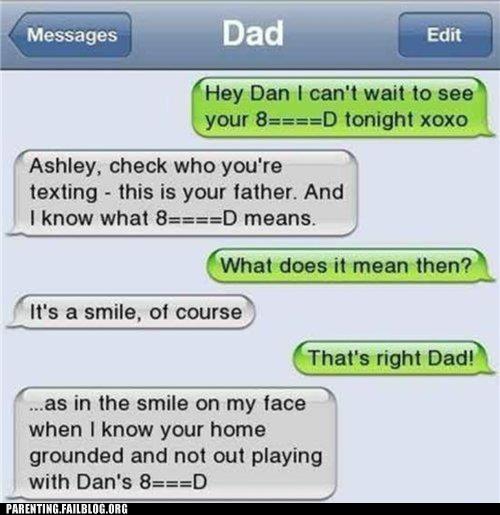 Messages
Dad
Edit
Hey Dan I can't wait to see
your 8====D tonight xoxo
Ashley, check who you're
texting - this is your father. And
I know what 8====D means.
What does it mean then?
It's a smile, of course
That's right Dad!
...as in the smile on my face
when I know your home
grounded and not out playing
with Dan's 8===D
PARENTING.FAILBLOG.ORG